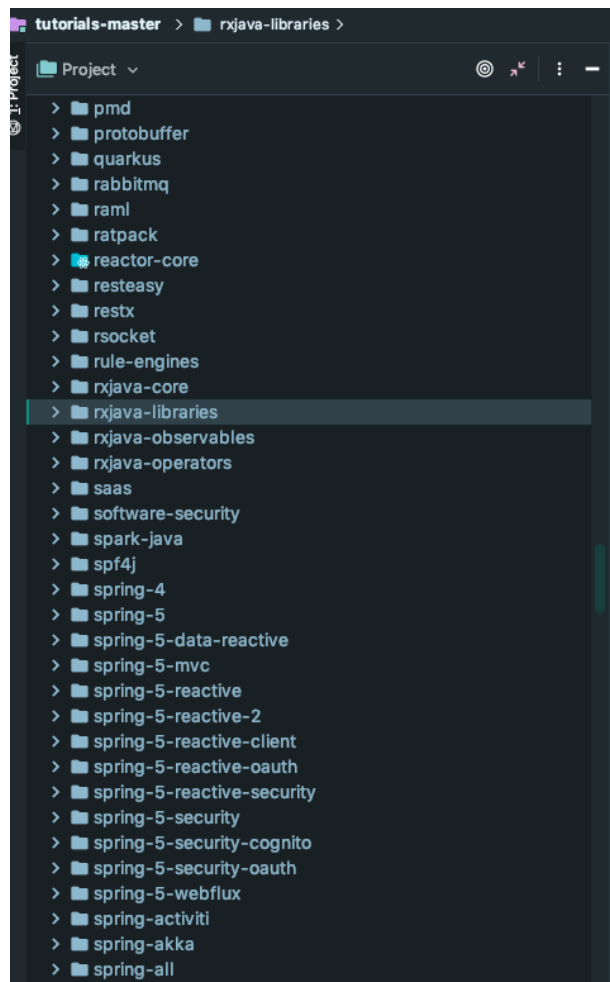 tutorials-master > rxjava-libraries >
Project
1: Project
pmd
protobuffer
quarkus
rabbitmq
raml
ratpack
reactor-core
resteasy
restx
rsocket
rule-engines
rxjava-core
rxjava-libraries
rxjava-observables
rxjava-operators
saas
software-security
spark-java
spf4j
spring-4
spring-5
spring-5-data-reactive
spring-5-mvc
spring-5-reactive
spring-5-reactive-2
spring-5-reactive-client
spring-5-reactive-oauth
spring-5-reactive-security
spring-5-security
spring-5-security-cognito
spring-5-security-oauth
spring-5-webflux
spring-activiti
spring-akka
spring-all